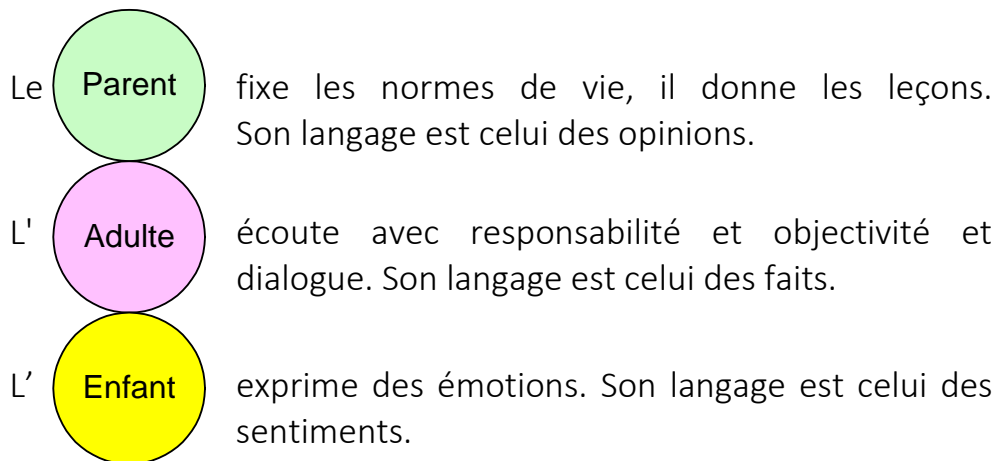 Le Parent fixe les normes de vie, il donne les leçons.
Son langage est celui des opinions.
L' Adulte écoute avec responsabilité et objectivité et
dialogue. Son langage est celui des faits.
L’ Enfant exprime des émotions. Son langage est celui des
sentiments.